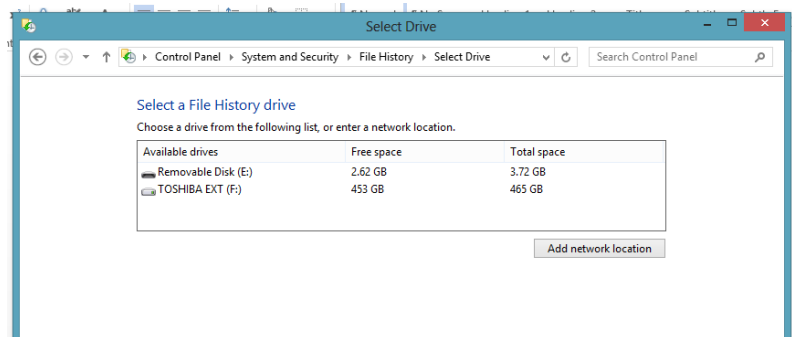 Select Drive
Control Panel System and Security File History Select Drive
Search Control Panel
Select a File History drive
Choose a drive from the following list, or enter a network location.
Available drives Free space Total space
Removable Disk (E:) 2.62 GB 3.72 GB
TOSHIBA EXT (F:) 453 GB 465 GB
Add network location